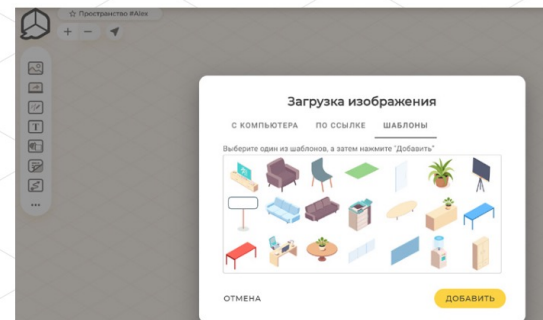 ☆ Пространство #Alex
Загрузка изображения
С КОМПЬЮТЕРА ПО ССЫЛКЕ ШАБЛОНЫ
Выберите один из шаблонов, а затем нажмите "Добавить"
ОТМЕНА ДОБАВИТЬ